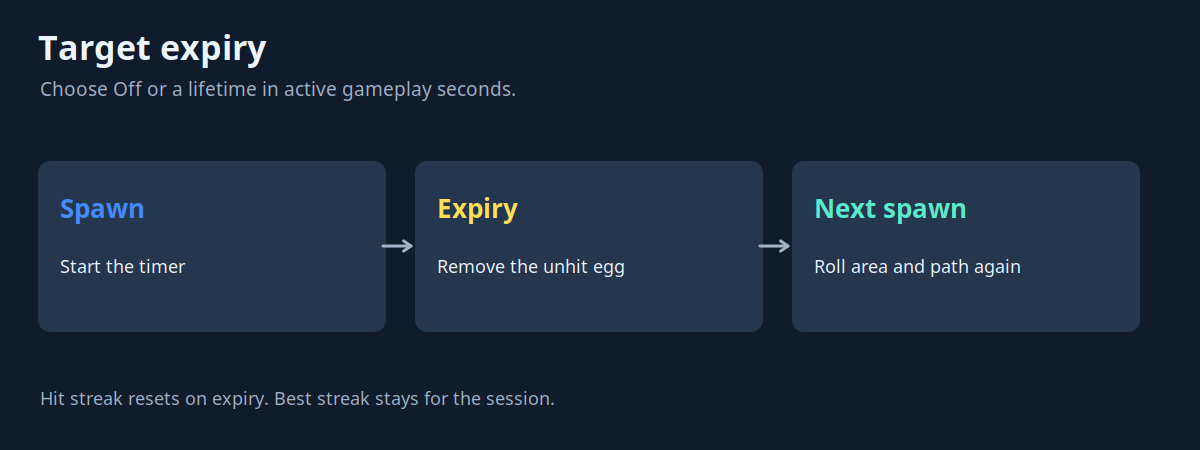 Target expiry
Choose Off or a lifetime in active gameplay seconds.
Spawn
Start the timer
Expiry
Remove the unhit egg
Next spawn
Roll area and path again
Hit streak resets on expiry. Best streak stays for the session.